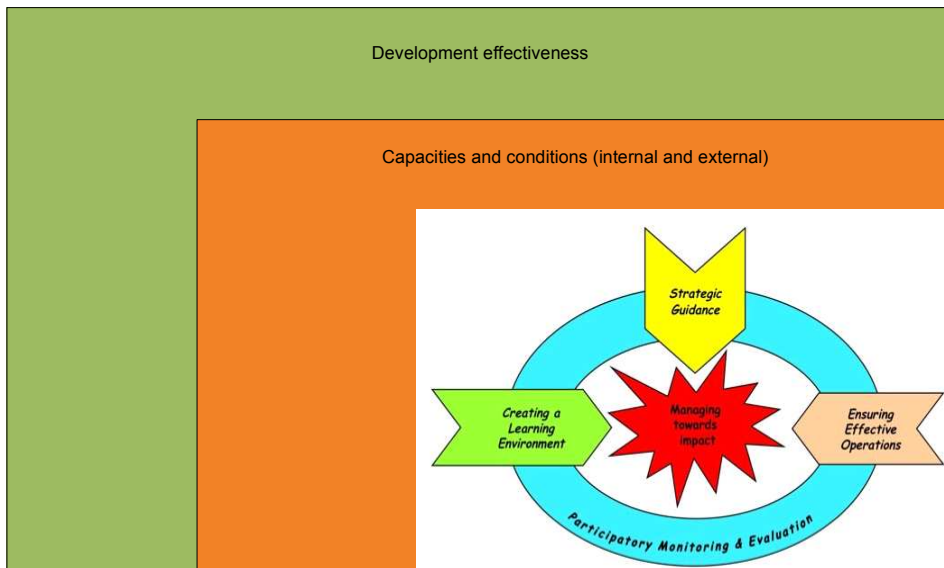 Development effectiveness
Capacities and conditions (internal and external)
Strategic
Guidance
Creating a
Learning
Environment
Managing
towards
impact
Ensuring
Effective
Operations
Participatory Monitoring & Evaluation